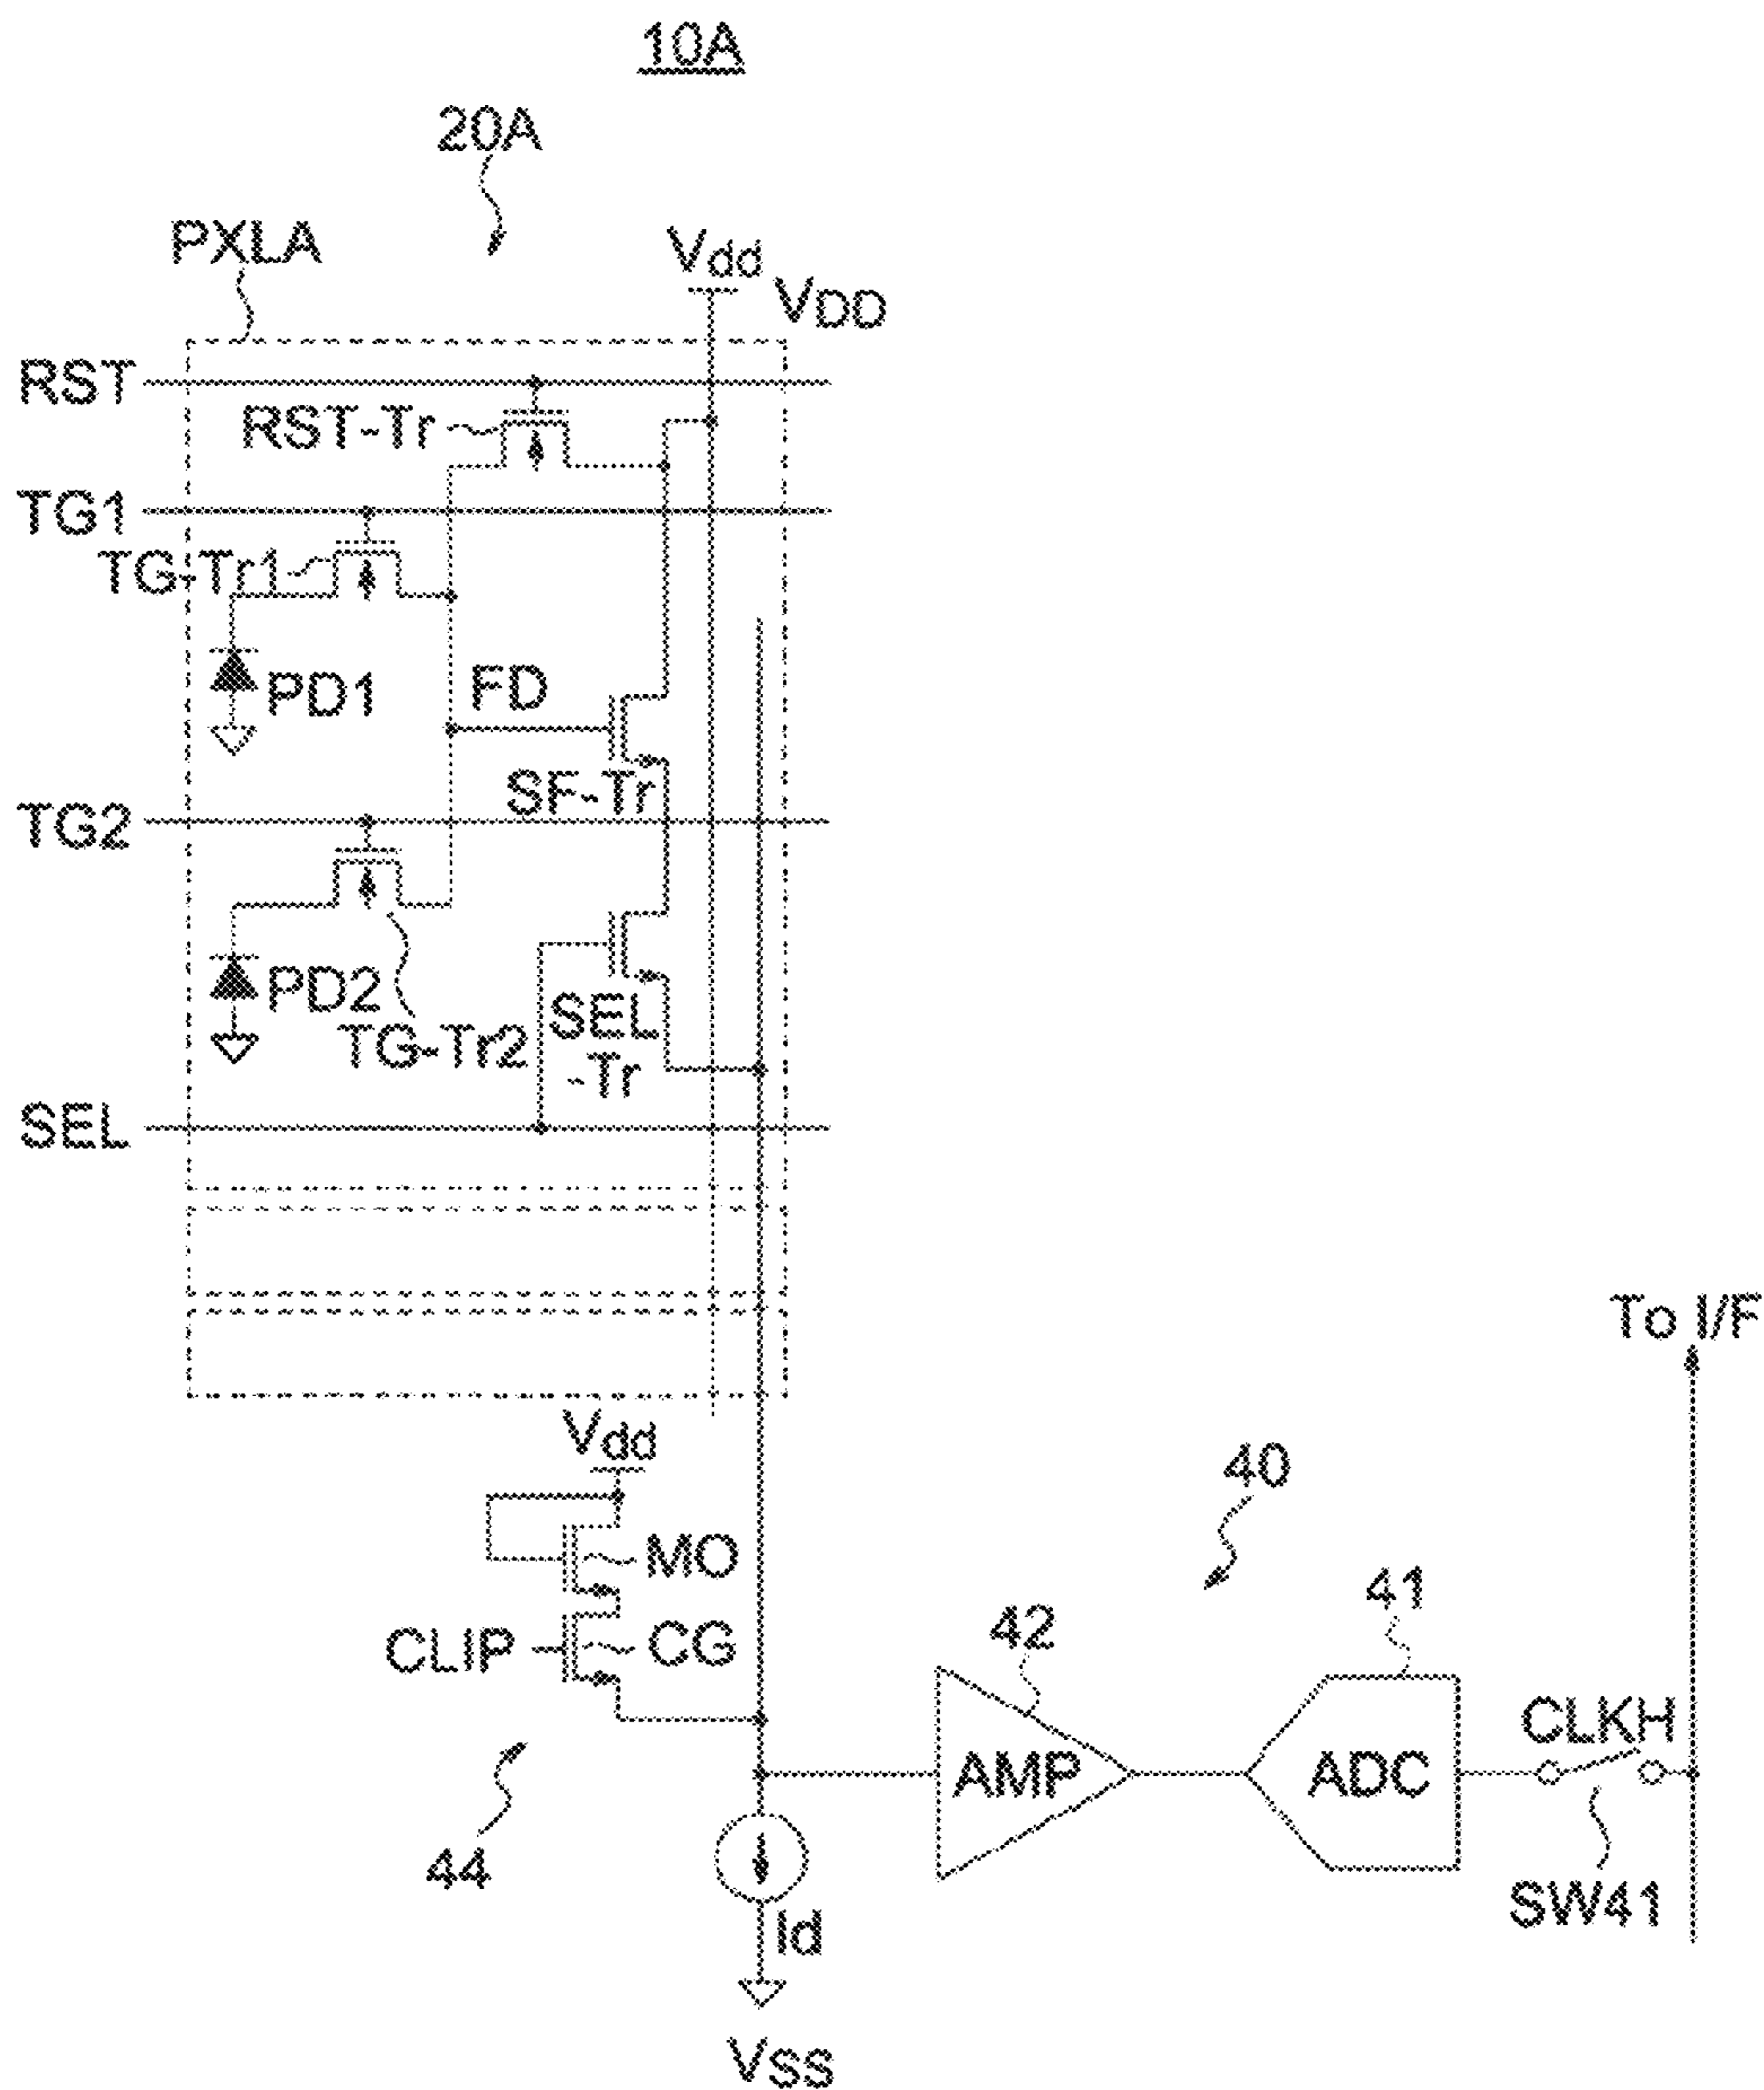 10A
20A
PXLA
Vdd
VDD
RST
RST-Tr
TG1
TG-Tr1
PD1
FD
SF-Tr
TG2
PD2
TG-Tr2
SEL
-Tr
SEL
To I/F
Vdd
MO
CLIP
CG
40
42
41
AMP
ADC
CLKH
SW41
44
Id
VSS